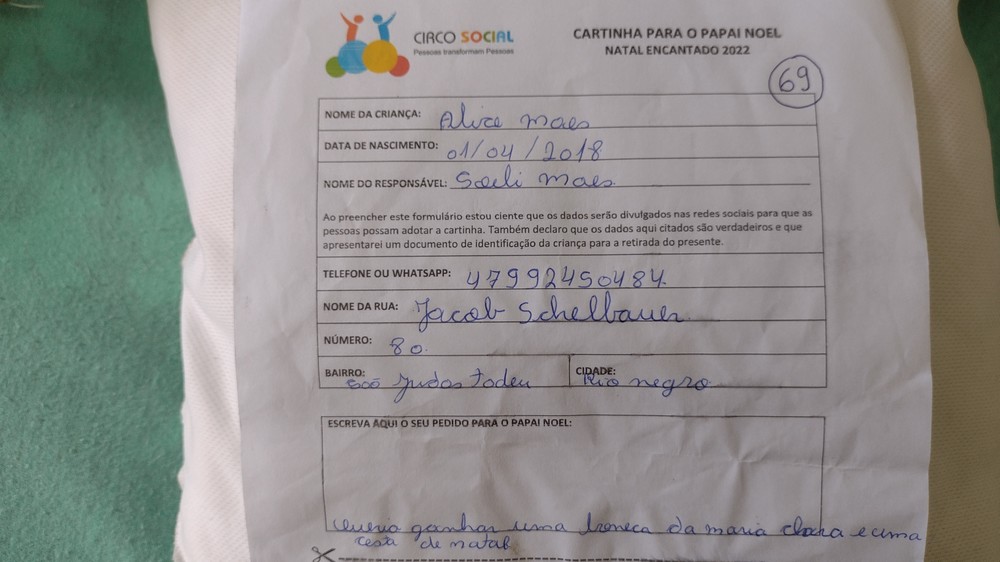 CIRCO SOCIAL
Pessoas transformam Pessoas
CARTINHA PARA O PAPAI NOEL
NATAL ENCANTADO 2022
69
NOME DA CRIANÇA: Alice Maes
DATA DE NASCIMENTO: 01/04/2018
NOME DO RESPONSÁVEL: Saeli Maes
Ao preencher este formulário estou ciente que os dados serão divulgados nas redes sociais para que as
pessoas possam adotar a cartinha. Também declaro que os dados aqui citados são verdadeiros e que
apresentarei um documento de identificação da criança para a retirada do presente.
TELEFONE OU WHATSAPP: 47992450484
NOME DA RUA: Jacob Schelbauer
NÚMERO: 80.
BAIRRO: são Judas todeu CIDADE: Rio negro
ESCREVA AQUI O SEU PEDIDO PARA O PAPAI NOEL:
Queria ganhar uma boneca da maria clara e uma
cesta de natal